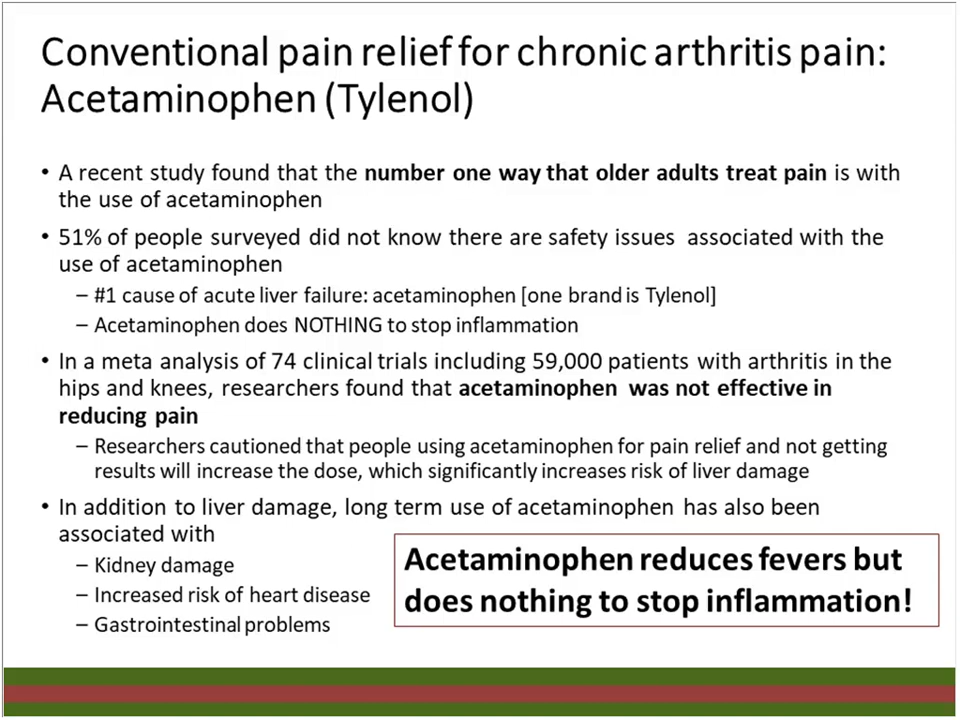 Conventional pain relief for chronic arthritis pain:
Acetaminophen (Tylenol)
• A recent study found that the number one way that older adults treat pain is with
the use of acetaminophen
• 51% of people surveyed did not know there are safety issues associated with the
use of acetaminophen
– #1 cause of acute liver failure: acetaminophen [one brand is Tylenol]
– Acetaminophen does NOTHING to stop inflammation
• In a meta analysis of 74 clinical trials including 59,000 patients with arthritis in the
hips and knees, researchers found that acetaminophen was not effective in
reducing pain
– Researchers cautioned that people using acetaminophen for pain relief and not getting
results will increase the dose, which significantly increases risk of liver damage
• In addition to liver damage, long term use of acetaminophen has also been
associated with
– Kidney damage
– Increased risk of heart disease
– Gastrointestinal problems
Acetaminophen reduces fevers but
does nothing to stop inflammation!